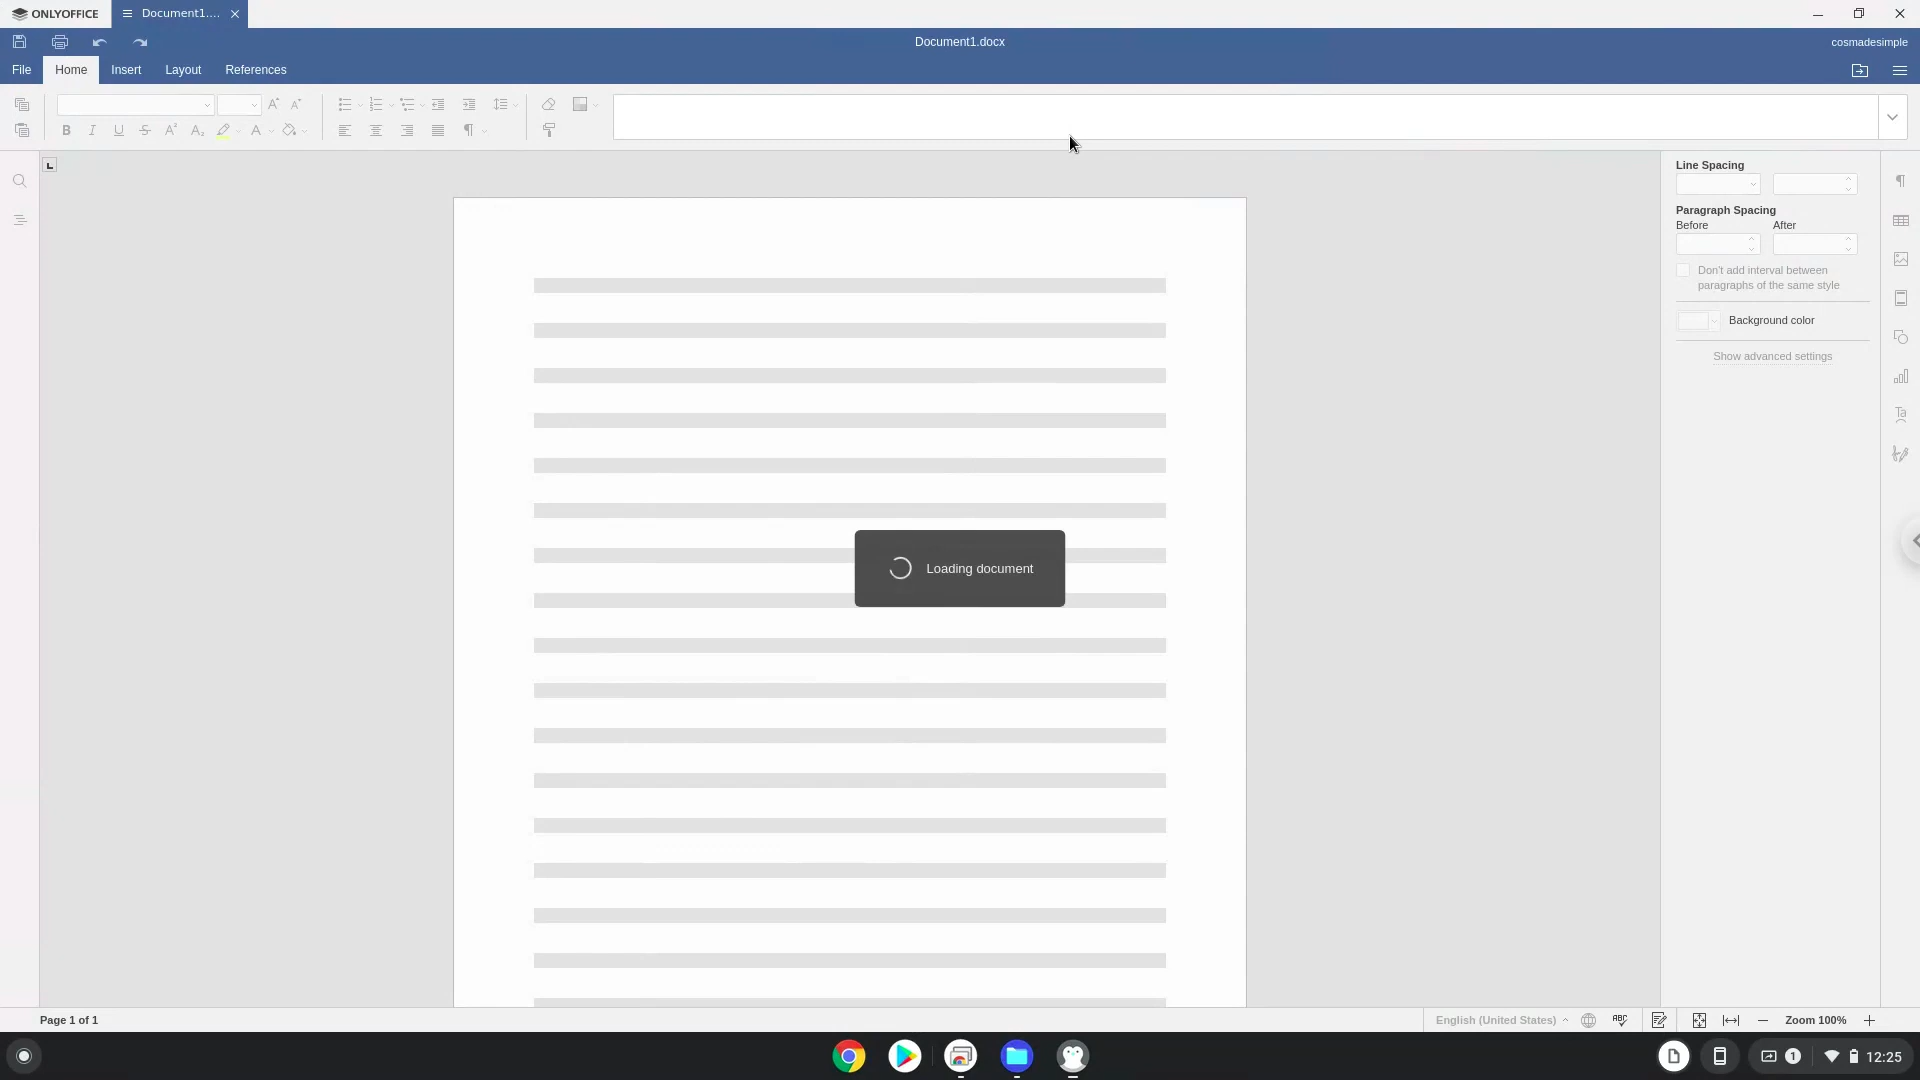 ONLYOFFICE
Document1....
Document1.docx
cosmadesimple
File
Home
Insert
Layout
References
Line Spacing
Paragraph Spacing
Before
After
Don't add interval between
paragraphs of the same style
Background color
Show advanced settings
Loading document
Page 1 of 1
English (United States)
Zoom 100%
1
12:25